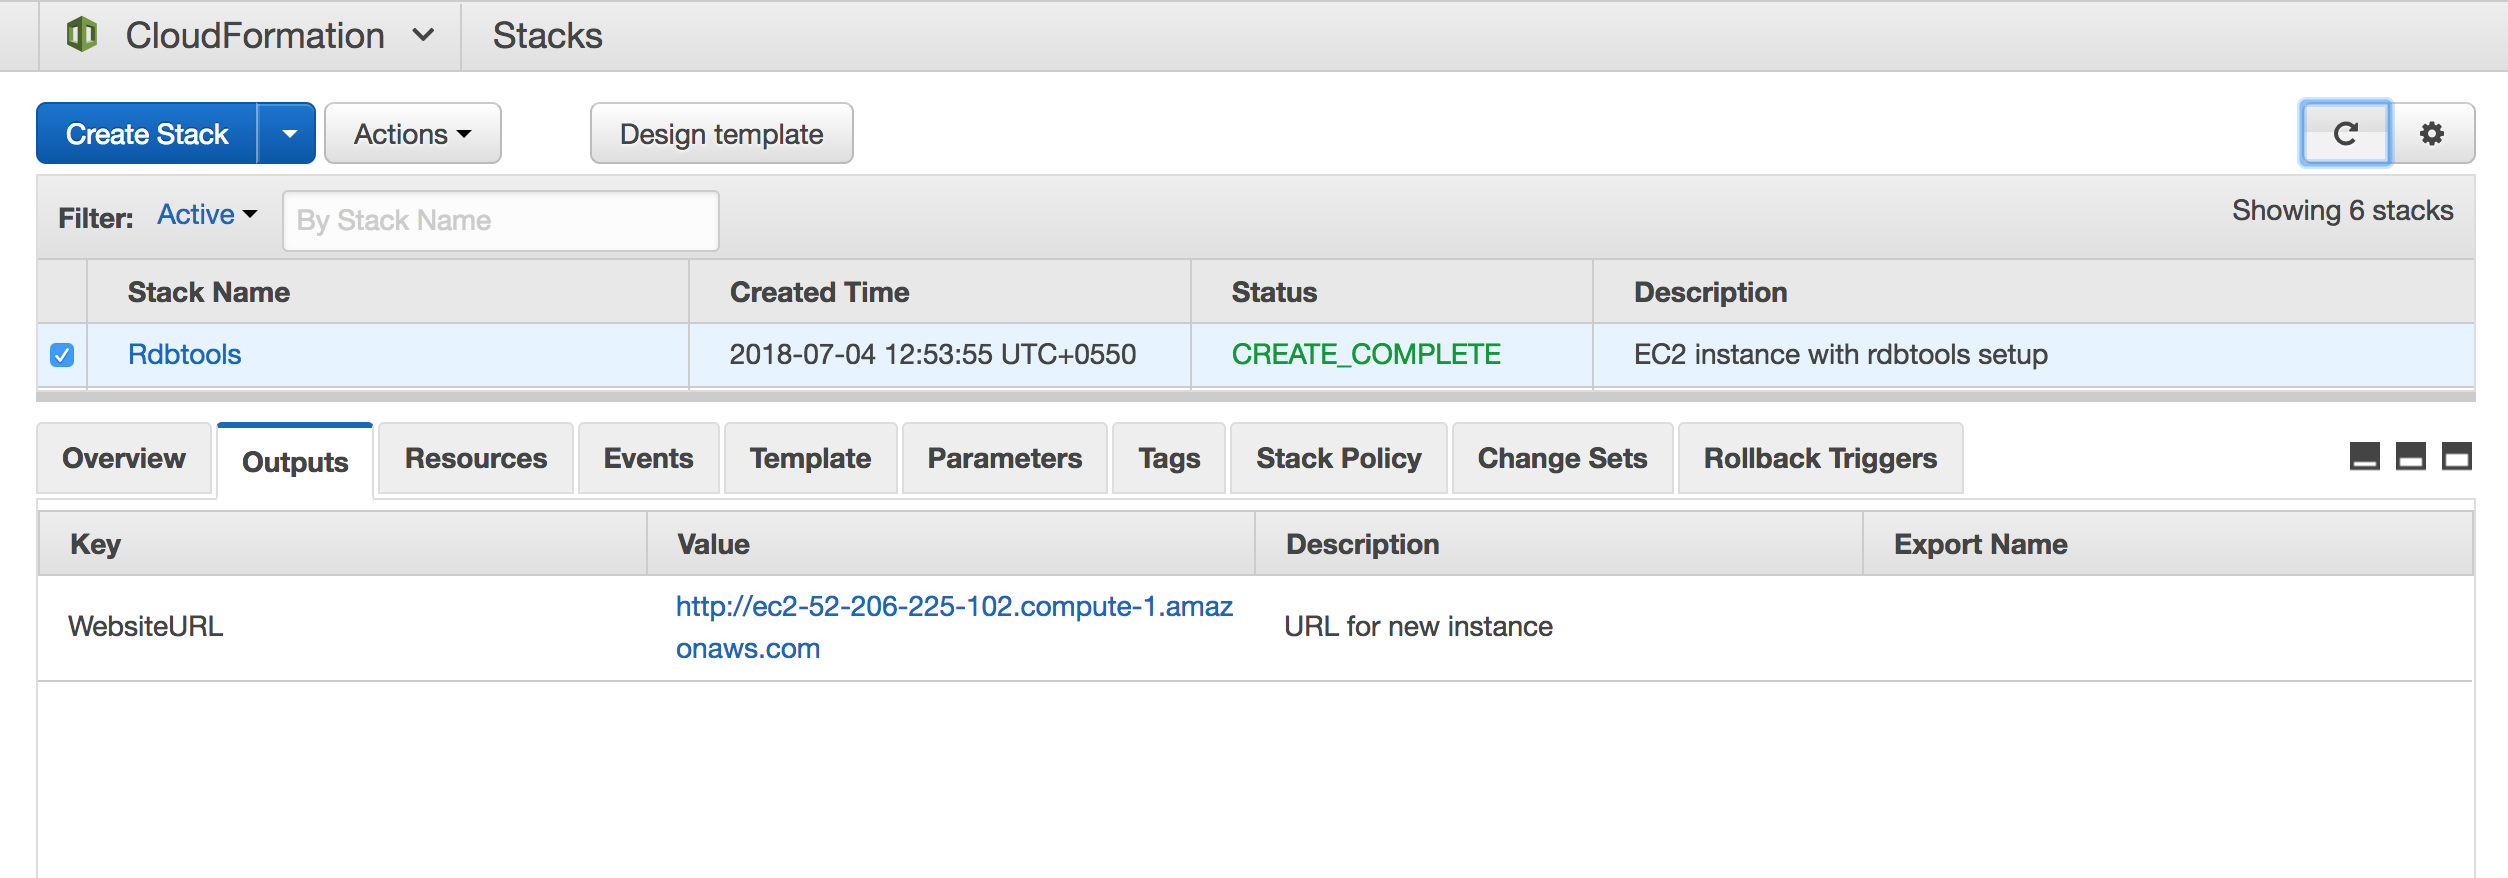 CloudFormation Stacks
Create Stack Actions Design template
Filter: Active By Stack Name Showing 6 stacks
Stack Name Created Time Status Description
Rdbtools 2018-07-04 12:53:55 UTC+0550 CREATE_COMPLETE EC2 instance with rdbtools setup
Overview Outputs Resources Events Template Parameters Tags Stack Policy Change Sets Rollback Triggers
Key Value Description Export Name
WebsiteURL http://ec2-52-206-225-102.compute-1.amaz URL for new instance
onaws.com